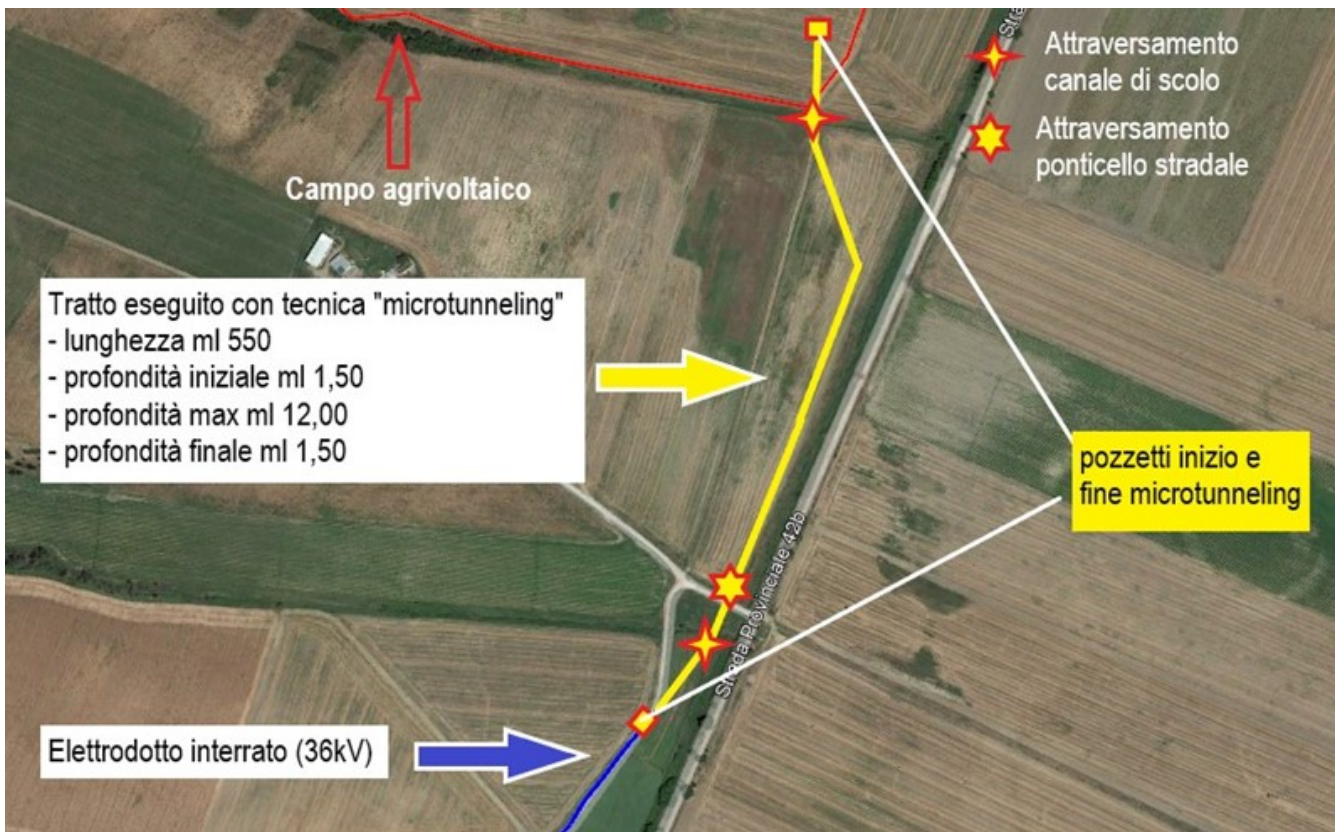 Stra
Attraversamento
canale di scolo
Attraversamento
ponticello stradale
Campo agrivoltaico
Tratto eseguito con tecnica "microtunneling"
- lunghezza ml 550
- profondità iniziale ml 1,50
- profondità max ml 12,00
- profondità finale ml 1,50
pozzetti inizio e
fine microtunneling
Strada Provinciale 42b
Elettrodotto interrato (36kV)